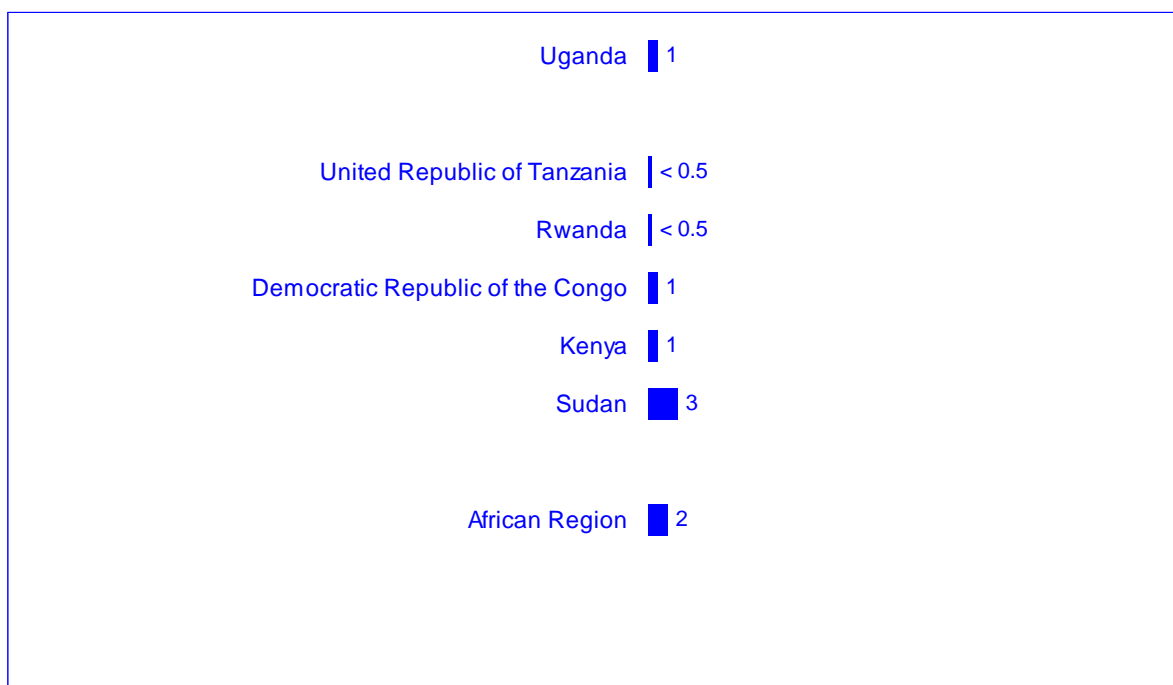 Uganda 1
United Republic of Tanzania < 0.5
Rwanda < 0.5
Democratic Republic of the Congo 1
Kenya 1
Sudan 3
African Region 2